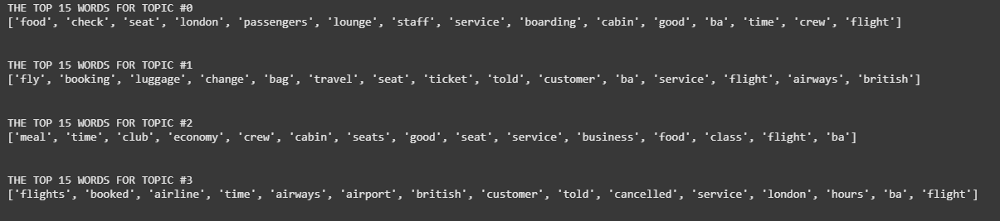 THE TOP 15 WORDS FOR TOPIC #0
['food', 'check', 'seat', 'london', 'passengers', 'lounge', 'staff', 'service', 'boarding', 'cabin', 'good', 'ba', 'time', 'crew', 'flight']
THE TOP 15 WORDS FOR TOPIC #1
['fly', 'booking', 'luggage', 'change', 'bag', 'travel', 'seat', 'ticket', 'told', 'customer', 'ba', 'service', 'flight', 'airways', 'british']
THE TOP 15 WORDS FOR TOPIC #2
['meal', 'time', 'club', 'economy', 'crew', 'cabin', 'seats', 'good', 'seat', 'service', 'business', 'food', 'class', 'flight', 'ba']
THE TOP 15 WORDS FOR TOPIC #3
['flights', 'booked', 'airline', 'time', 'airways', 'airport', 'british', 'customer', 'told', 'cancelled', 'service', 'london', 'hours', 'ba', 'flight']